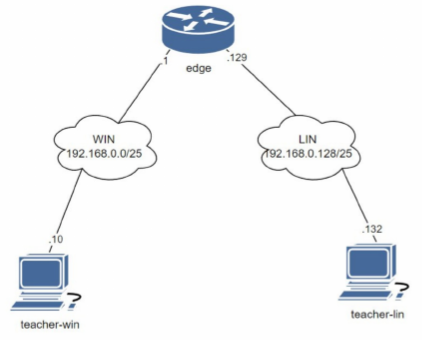 edge
.1
.129
WIN
192.168.0.0/25
LIN
192.168.0.128/25
.10
.132
teacher-win
teacher-lin